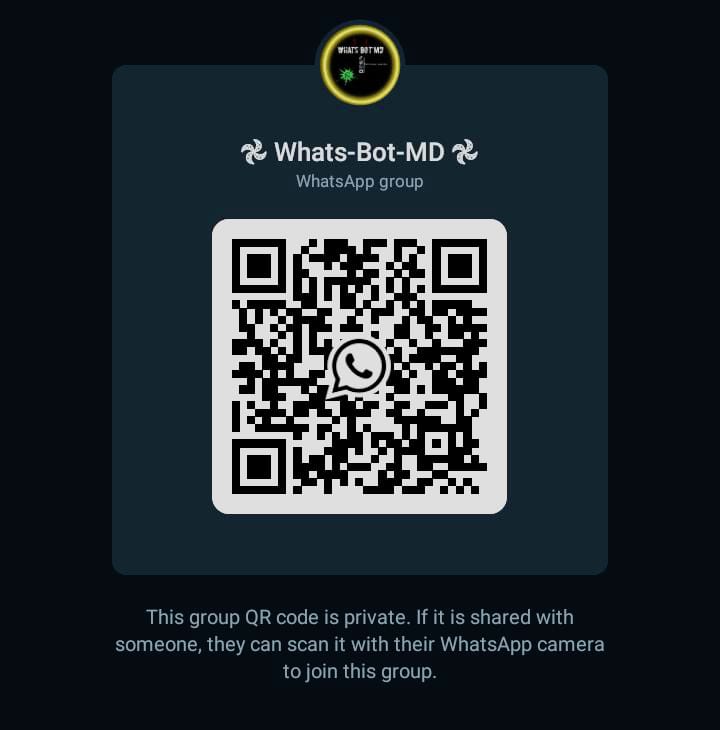 WHATS BOT MD
Whats-Bot-MD
WhatsApp group
This group QR code is private. If it is shared with
someone, they can scan it with their WhatsApp camera
to join this group.